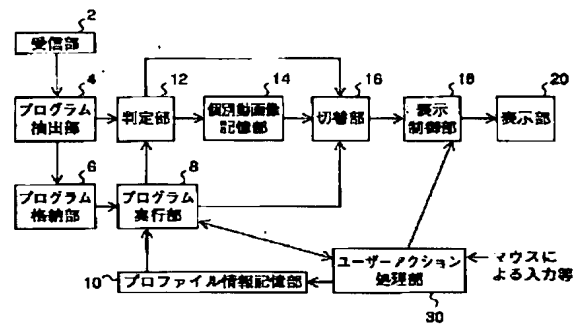 2
受信部
4
プログラム
抽出部
12
判定部
14
個別動画像
記憶部
16
切替部
18
表示
制御部
20
表示部
6
プログラム
格納部
8
プログラム
実行部
10
プロファイル情報記憶部
ユーザーアクション
処理部
30
マウスに
よる入力等